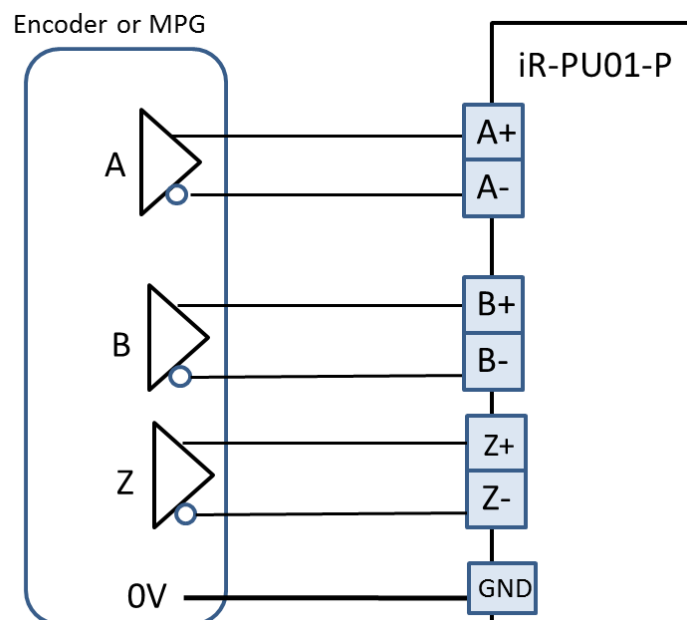 Encoder or MPG
iR-PU01-P
A
A+
A-
B
B+
B-
Z
Z+
Z-
0V
GND